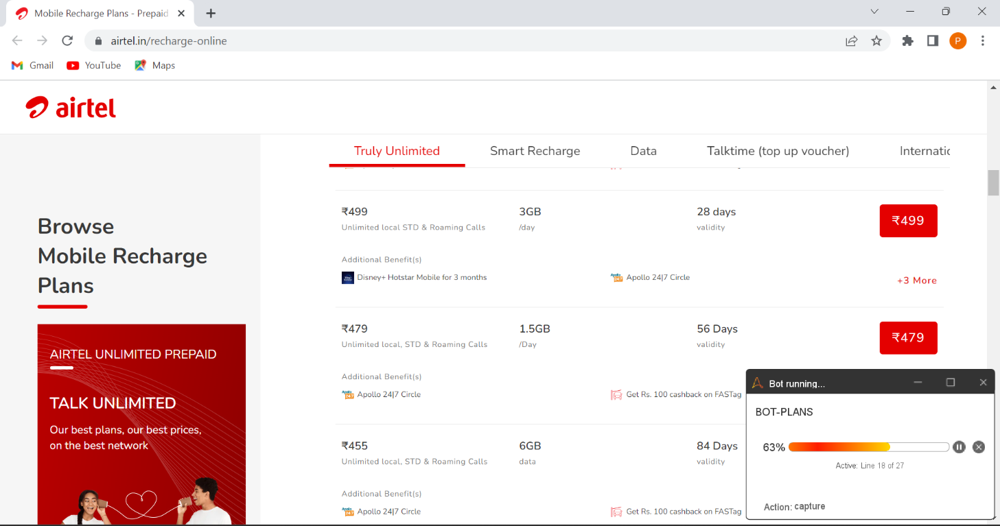 Mobile Recharge Plans - Prepaid
airtel.in/recharge-online
P
Gmail
YouTube
Maps
airtel
Truly Unlimited
Smart Recharge
Data
Talktime (top up voucher)
Internatic
Browse
Mobile Recharge
Plans
AIRTEL UNLIMITED PREPAID
TALK UNLIMITED
Our best plans, our best prices,
on the best network
₹499 3GB 28 days ₹499
Unlimited local STD & Roaming Calls /day validity
Additional Benefit(s)
Disney+ Hotstar Mobile for 3 months Apollo 24|7 Circle +3 More
₹479 1.5GB 56 Days ₹479
Unlimited local, STD & Roaming Calls /Day validity
Additional Benefit(s)
Apollo 24|7 Circle Get Rs. 100 cashback on FASTag
₹455 6GB 84 Days
Unlimited local, STD & Roaming Calls data validity
Additional Benefit(s)
Apollo 24|7 Circle Get Rs. 100 cashback on FASTag
Bot running...
BOT-PLANS
63%
Active: Line 18 of 27
Action: capture